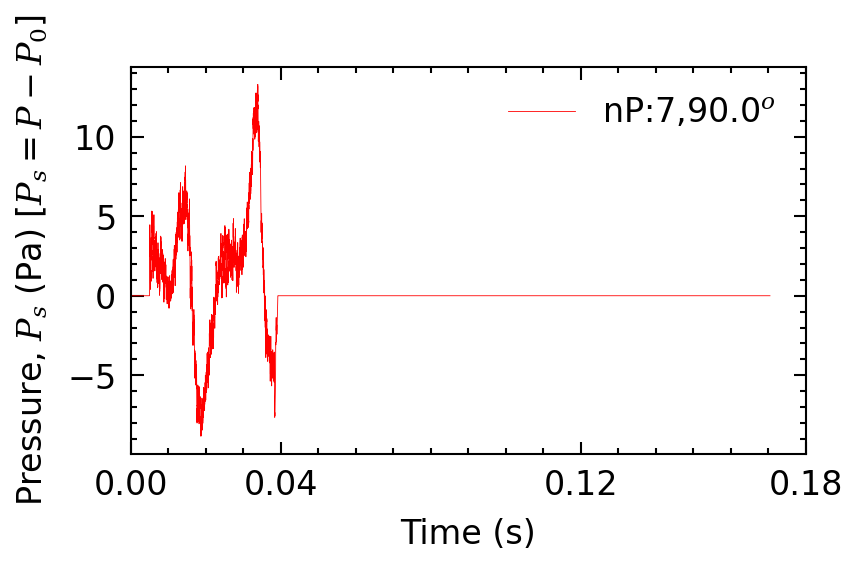 Pressure, Pₛ (Pa) [Pₛ = P − P₀]
nP:7,90.0ᵒ
10
5
0
−5
0.00 0.04 0.12 0.18
Time (s)